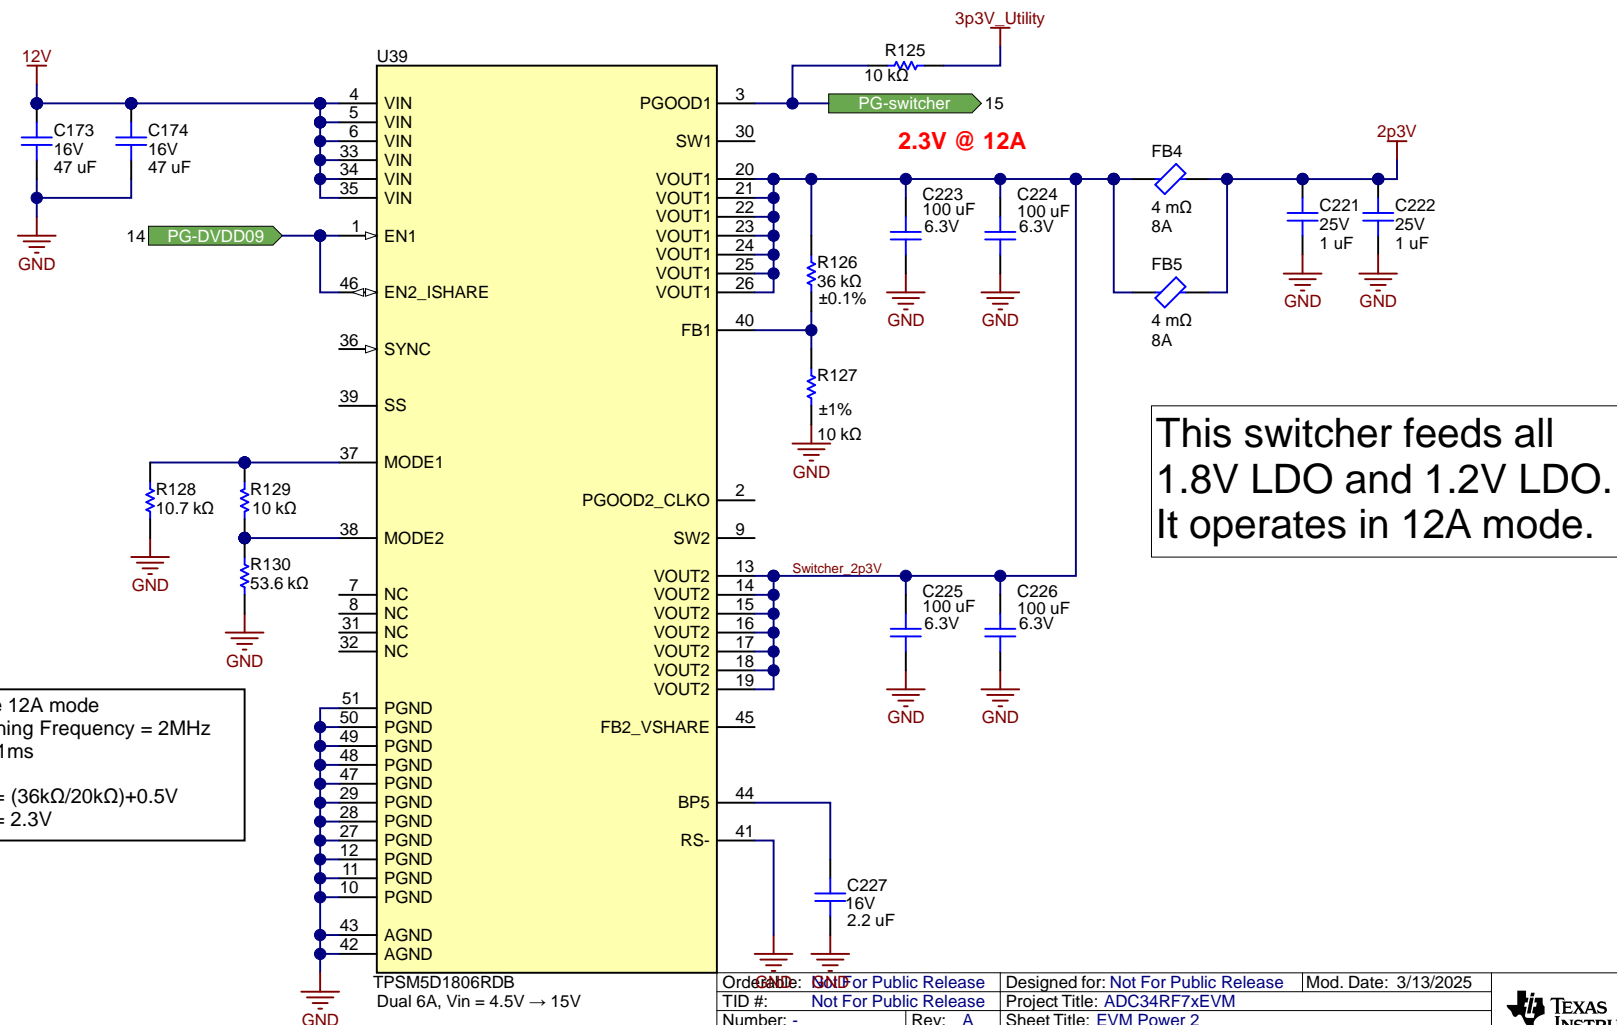 3p3V_Utility
12V
U39
R125
10 kΩ
4 VIN
5 VIN
6 VIN
33 VIN
34 VIN
35 VIN
C173
16V
47 uF
C174
16V
47 uF
GND
PGOOD1 3
PG-switcher 15
SW1 30
2.3V @ 12A
2p3V
VOUT1 20
VOUT1 21
VOUT1 22
VOUT1 23
VOUT1 24
VOUT1 25
VOUT1 26
14 PG-DVDD09
1 EN1
46 EN2_ISHARE
36 SYNC
39 SS
37 MODE1
38 MODE2
R126
36 kΩ
±0.1%
C223
100 uF
6.3V
GND
C224
100 uF
6.3V
GND
FB4
4 mΩ
8A
FB5
4 mΩ
8A
C221
25V
1 uF
GND
C222
25V
1 uF
GND
FB1 40
R127
±1%
10 kΩ
GND
This switcher feeds all
1.8V LDO and 1.2V LDO.
It operates in 12A mode.
R128
10.7 kΩ
GND
R129
10 kΩ
R130
53.6 kΩ
GND
PGOOD2_CLKO 2
SW2 9
7 NC
8 NC
31 NC
32 NC
VOUT2 13
VOUT2 14
VOUT2 15
VOUT2 16
VOUT2 17
VOUT2 18
VOUT2 19
Switcher_2p3V
C225
100 uF
6.3V
GND
C226
100 uF
6.3V
GND
12A mode
Frequency = 2MHz
1ms
= (36kΩ/20kΩ)+0.5V
= 2.3V
51 PGND
50 PGND
49 PGND
48 PGND
47 PGND
29 PGND
28 PGND
27 PGND
12 PGND
11 PGND
10 PGND
43 AGND
42 AGND
GND
FB2_VSHARE 45
BP5 44
RS- 41
C227
16V
2.2 uF
GND
GND
TPSM5D1806RDB
Dual 6A, Vin = 4.5V → 15V
Orderable: Not For Public Release
Designed for: Not For Public Release
Mod. Date: 3/13/2025
TID #: Not For Public Release
Project Title: ADC34RF7xEVM
Number: -
Rev: A
Sheet Title: EVM Power 2
TEXAS